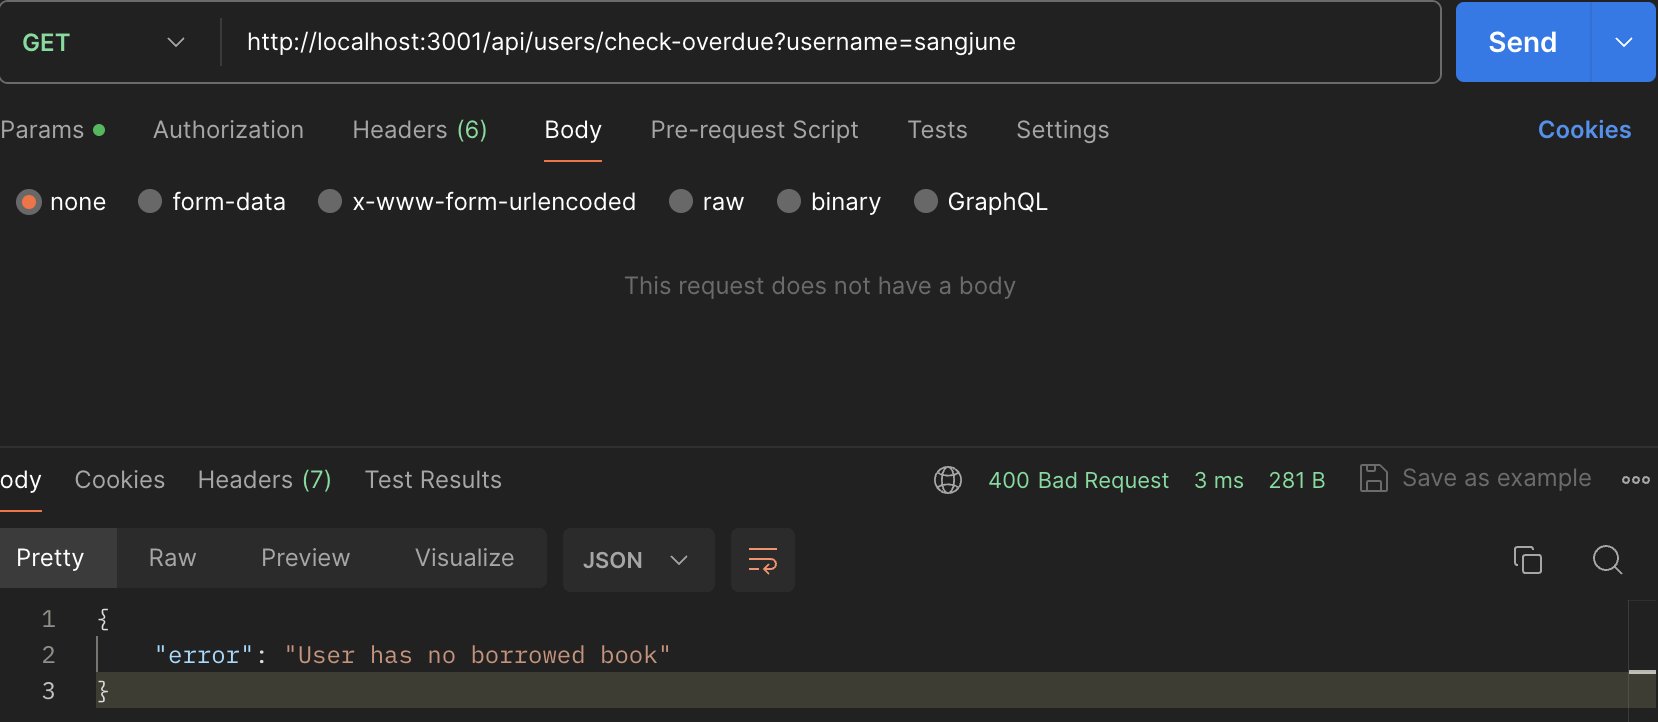 GET http://localhost:3001/api/users/check-overdue?username=sangjune Send
Params Authorization Headers (6) Body Pre-request Script Tests Settings Cookies
none form-data x-www-form-urlencoded raw binary GraphQL
This request does not have a body
ody Cookies Headers (7) Test Results 400 Bad Request 3 ms 281 B Save as example
Pretty Raw Preview Visualize JSON
1 {
2 "error": "User has no borrowed book"
3 }